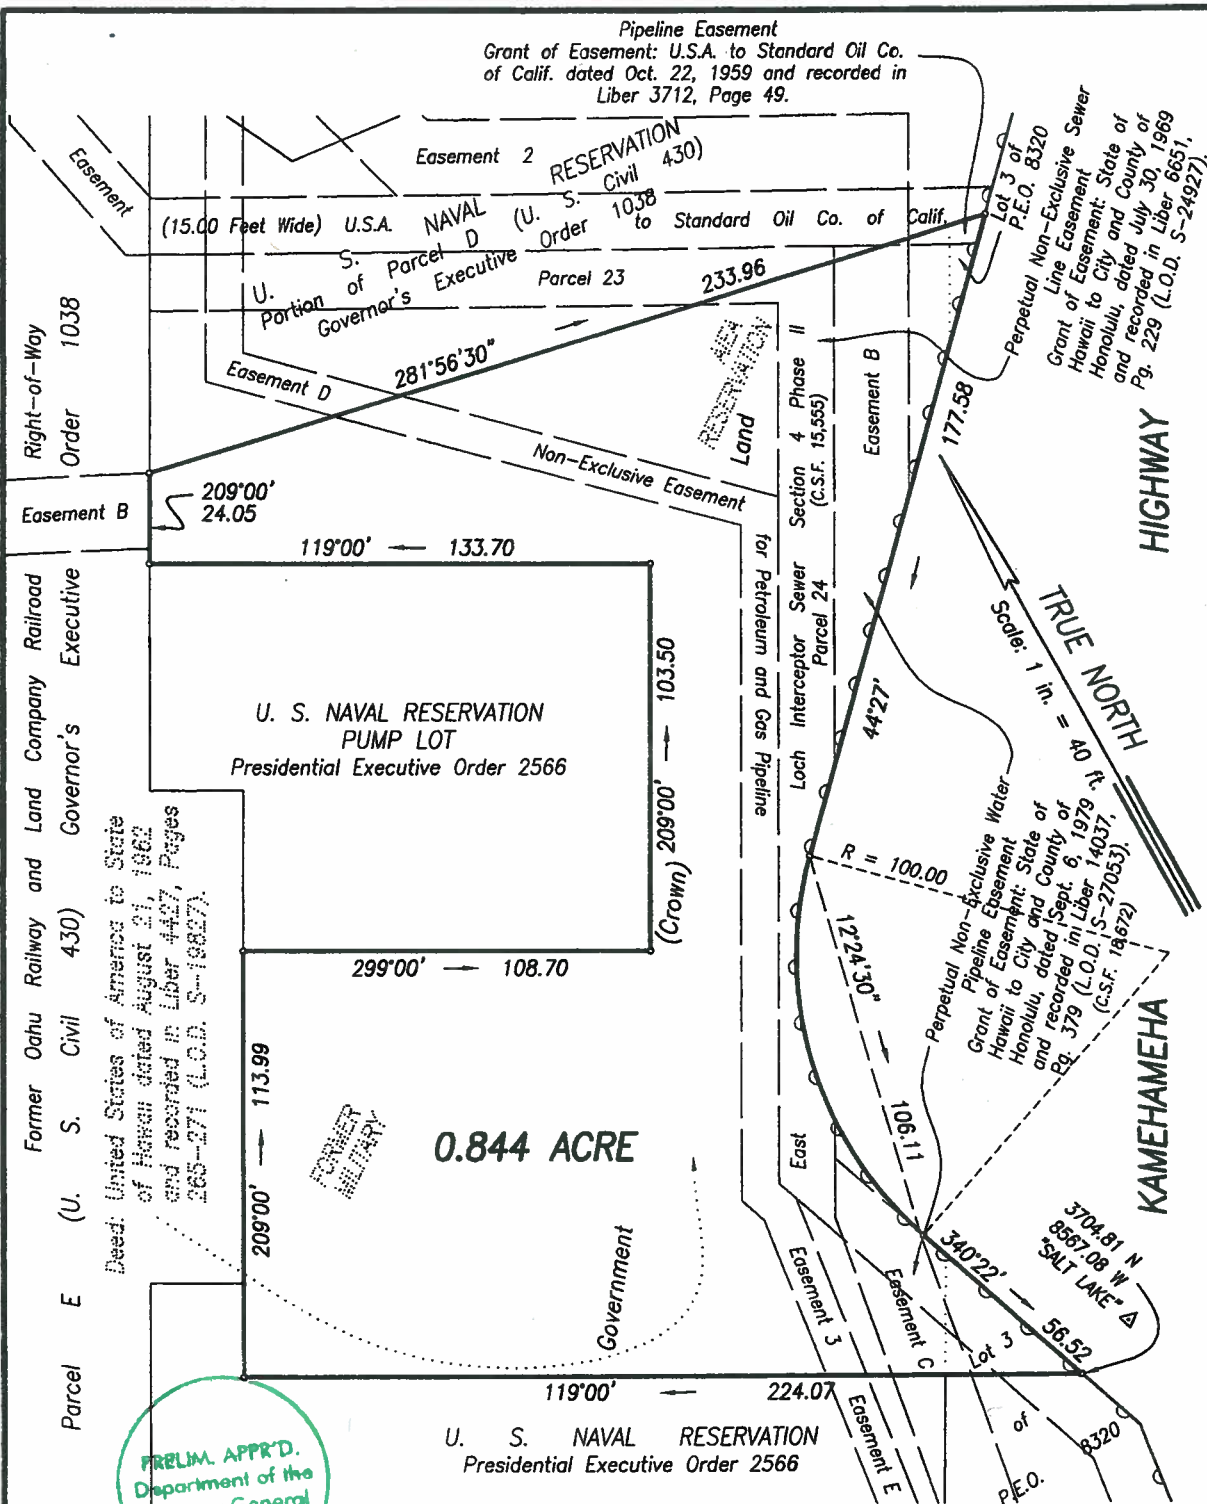 Pipeline Easement
Grant of Easement: U.S.A. to Standard Oil Co.
of Calif. dated Oct. 22, 1959 and recorded in
Liber 3712, Page 49.
Easement
Easement 2
(15.00 Feet Wide) U.S.A. to Standard Oil Co. of Calif.
U. S. NAVAL RESERVATION
Portion of Parcel D (U. S. Civil 430)
Governor's Executive Order 1038
Parcel 23
Lot 3 of
P.E.O. 8320
Perpetual Non-Exclusive Sewer
Line Easement
Grant of Easement: State of
Hawaii to City and County of
Honolulu, dated July 30, 1969
and recorded in Liber 6651,
Pg. 229 (L.O.D. S-24927).
233.96
281°56'30"
Easement D
Non-Exclusive Easement
for Petroleum and Gas Pipeline
AEA
RESERVATION
Land
East Loch Interceptor Sewer Section 4 Phase II
Parcel 24 (C.S.F. 15,555)
Easement B
177.58
44°27'
KAMEHAMEHA HIGHWAY
TRUE NORTH
Scale: 1 in. = 40 ft.
Easement B
209°00'
24.05
119°00' 133.70
U. S. NAVAL RESERVATION
PUMP LOT
Presidential Executive Order 2566
209°00' 103.50
(Crown)
299°00' 108.70
Former Oahu Railway and Land Company Railroad Right-of-Way
Parcel E (U. S. Civil 430) Governor's Executive Order 1038
Deed: United States of America to State
of Hawaii dated August 21, 1962
and recorded in Liber 4427, Pages
265-271 (L.O.D. S-19827).
209°00' 113.99
FORMER
MILITARY
0.844 ACRE
Government
R = 100.00
12°24'30"
106.11
Perpetual Non-Exclusive Water
Pipeline Easement
Grant of Easement: State of
Hawaii to City and County of
Honolulu, dated Sept. 6, 1979
and recorded in Liber 14037,
Pg. 379 (L.O.D. S-27053).
(C.S.F. 18,672)
3704.81 N
8567.08 W
"SALT LAKE"
340°22'
56.52
Easement 3
Easement C
Lot 3
of
P.E.O.
8320
Easement E
119°00' 224.07
U. S. NAVAL RESERVATION
Presidential Executive Order 2566
PRELIM. APPR'D.
Department of the
General